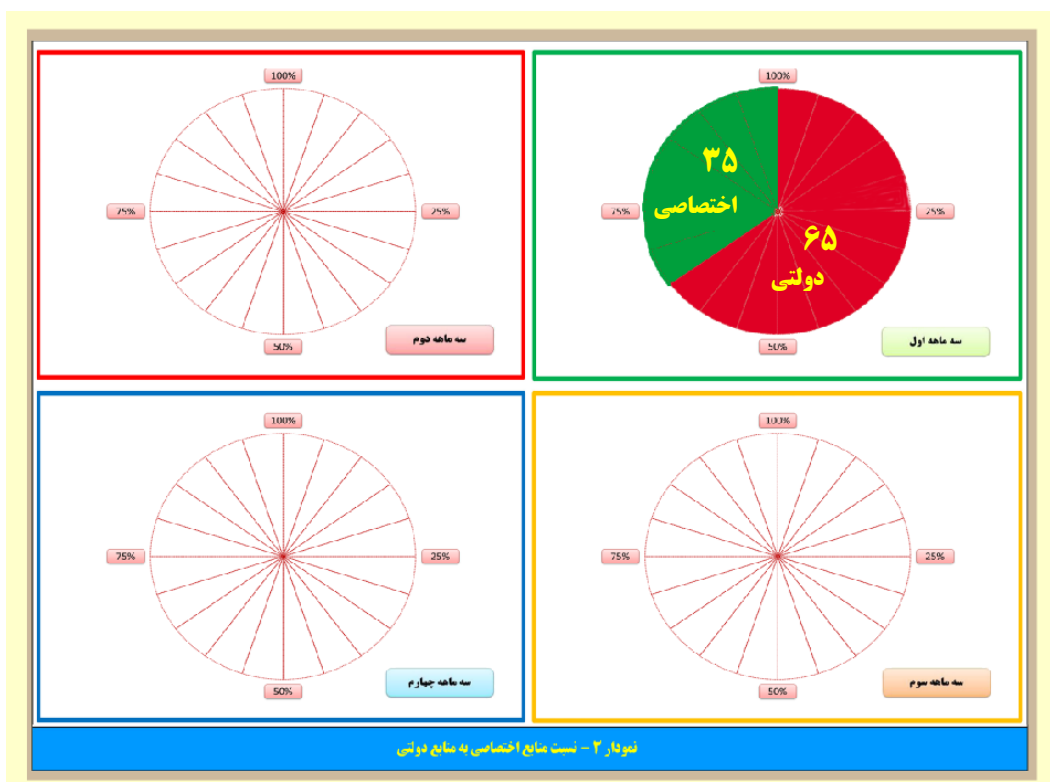 100%
۳۵
اختصاصی
۶۵
دولتی
75%
25%
50%
سه ماهه اول
100%
75%
25%
50%
سه ماهه دوم
100%
75%
25%
50%
سه ماهه سوم
100%
75%
25%
50%
سه ماهه چهارم
نمودار ۲ - نسبت منابع اختصاصی به منابع دولتی